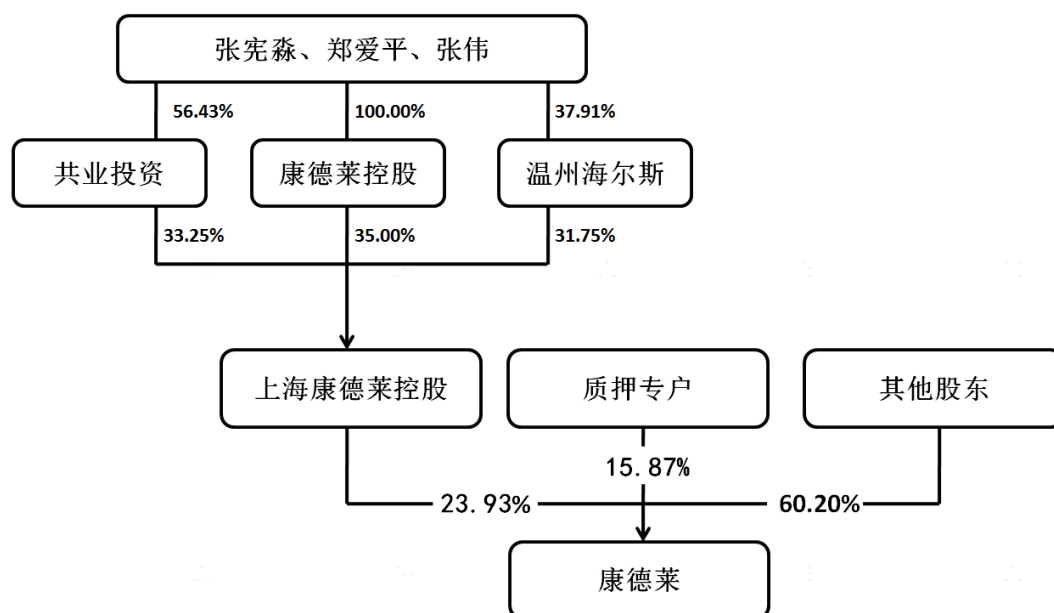 张宪淼、郑爱平、张伟
56.43%
100.00%
37.91%
共业投资
康德莱控股
温州海尔斯
33.25%
35.00%
31.75%
上海康德莱控股
质押专户
其他股东
15.87%
23.93%
60.20%
康德莱